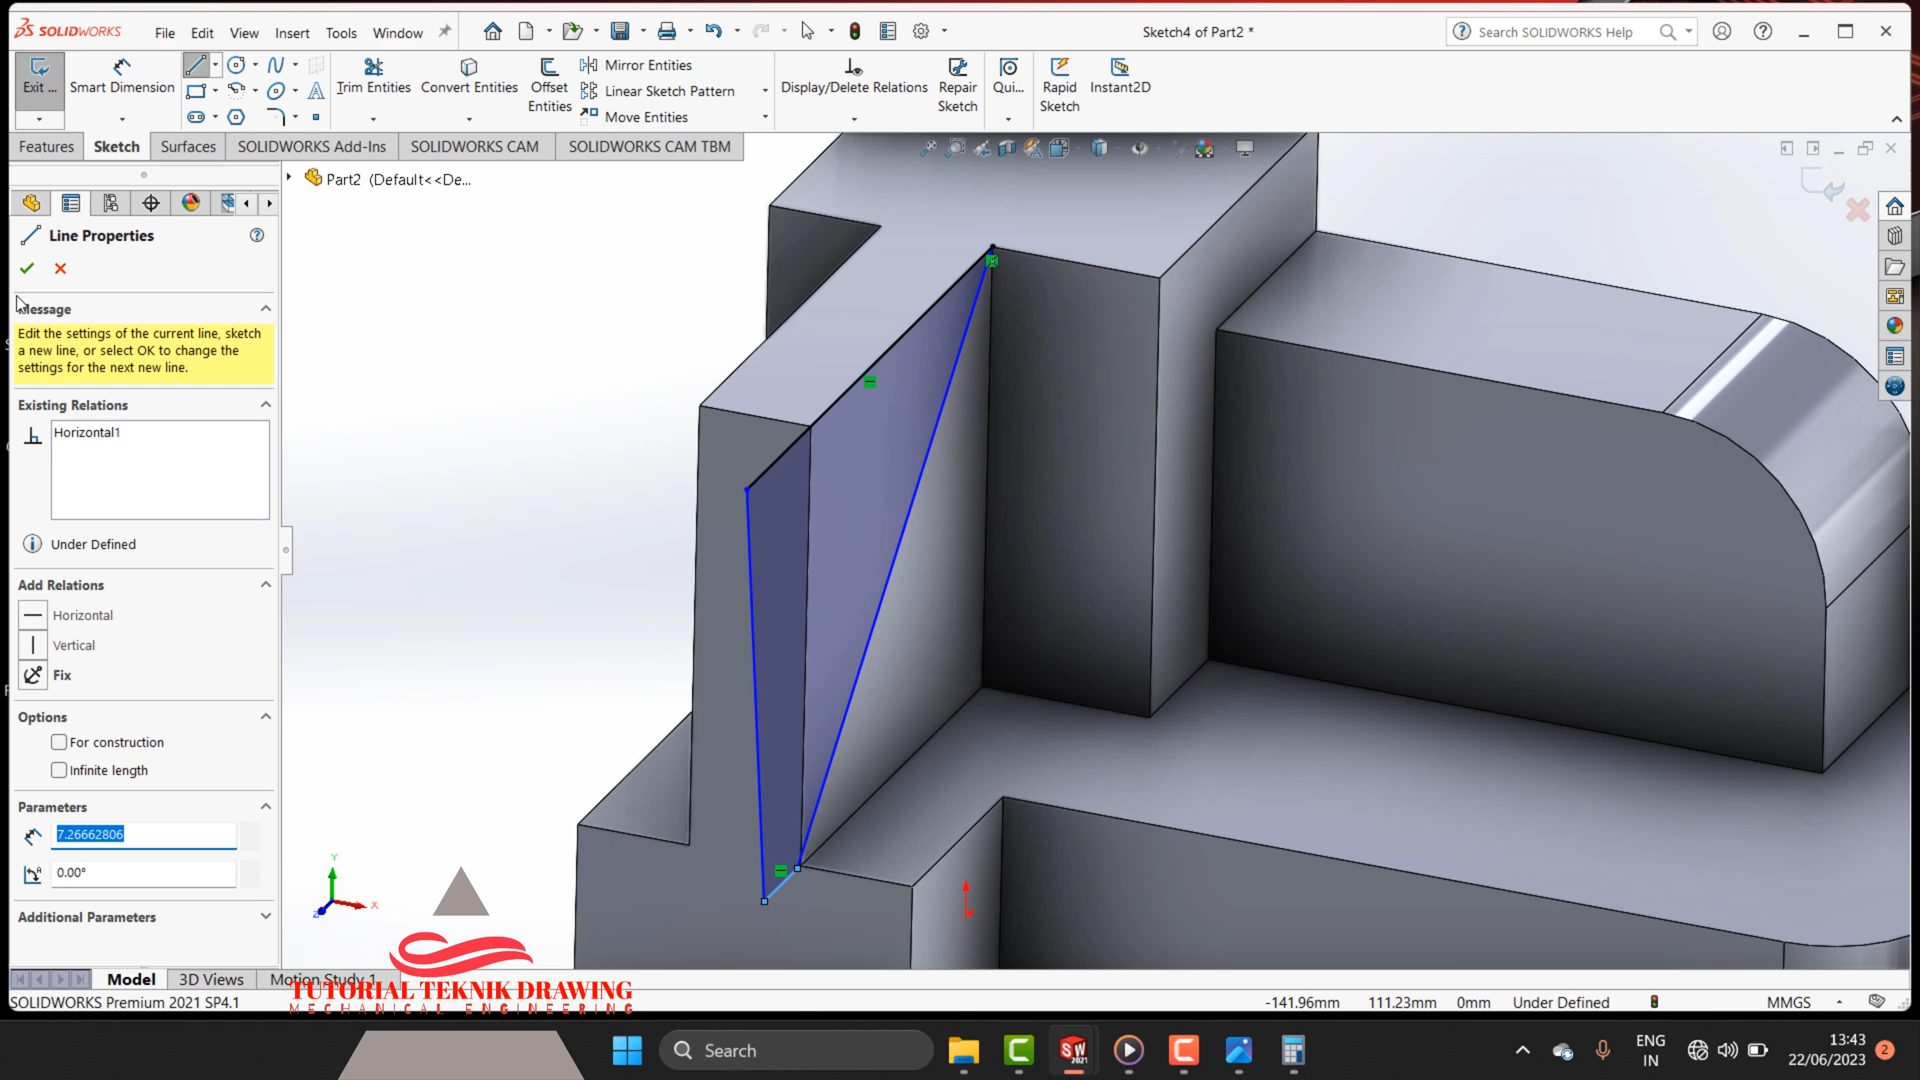 SOLIDWORKS
File Edit View Insert Tools Window
Sketch4 of Part2 *
Search SOLIDWORKS Help
Exit ...
Smart Dimension
Trim Entities
Convert Entities
Offset Entities
Mirror Entities
Linear Sketch Pattern
Move Entities
Display/Delete Relations
Repair Sketch
Qui...
Rapid Sketch
Instant2D
Features Sketch Surfaces SOLIDWORKS Add-Ins SOLIDWORKS CAM SOLIDWORKS CAM TBM
Part2 (Default<<De...
Line Properties
Message
Edit the settings of the current line, sketch
a new line, or select OK to change the
settings for the next new line.
Existing Relations
Horizontal1
Under Defined
Add Relations
Horizontal
Vertical
Fix
Options
For construction
Infinite length
Parameters
7.26662806
0.00°
Additional Parameters
Y
X
Z
Model 3D Views Motion Study 1
TUTORIAL TEKNIK DRAWING
MECHANICAL ENGINEERING
SOLIDWORKS Premium 2021 SP4.1
-141.96mm 111.23mm 0mm Under Defined MMGS
Search
SW
2021
ENG
IN
13:43
22/06/2023
2